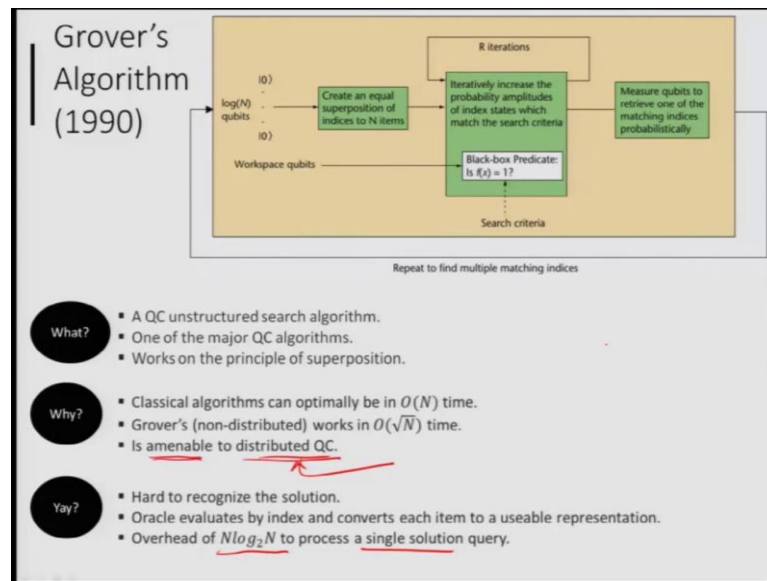 Grover's
Algorithm
(1990)
R iterations
|0⟩
.
log(N)
qubits
.
|0⟩
Create an equal
superposition of
indices to N items
Iteratively increase the
probability amplitudes
of index states which
match the search criteria
Measure qubits to
retrieve one of the
matching indices
probabilistically
Workspace qubits
Black-box Predicate:
Is f(x) = 1?
Search criteria
Repeat to find multiple matching indices
What?
▪ A QC unstructured search algorithm.
▪ One of the major QC algorithms.
▪ Works on the principle of superposition.
Why?
▪ Classical algorithms can optimally be in O(N) time.
▪ Grover's (non-distributed) works in O(√N) time.
▪ Is amenable to distributed QC.
Yay?
▪ Hard to recognize the solution.
▪ Oracle evaluates by index and converts each item to a useable representation.
▪ Overhead of Nlog₂N to process a single solution query.